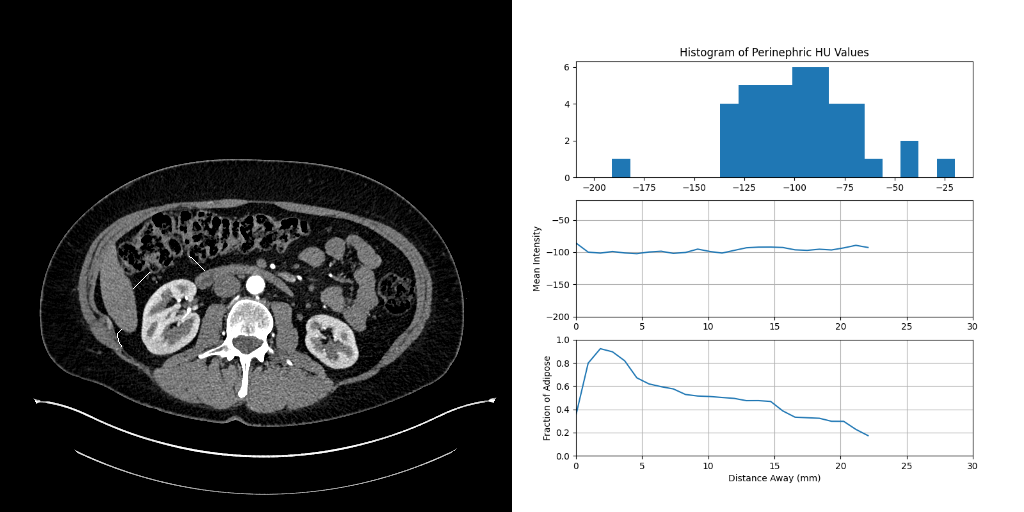 Histogram of Perinephric HU Values
6
4
2
0
−200 −175 −150 −125 −100 −75 −50 −25
Mean Intensity
−50
−100
−150
−200
0 5 10 15 20 25 30
Fraction of Adipose
1.0
0.8
0.6
0.4
0.2
0.0
0 5 10 15 20 25 30
Distance Away (mm)